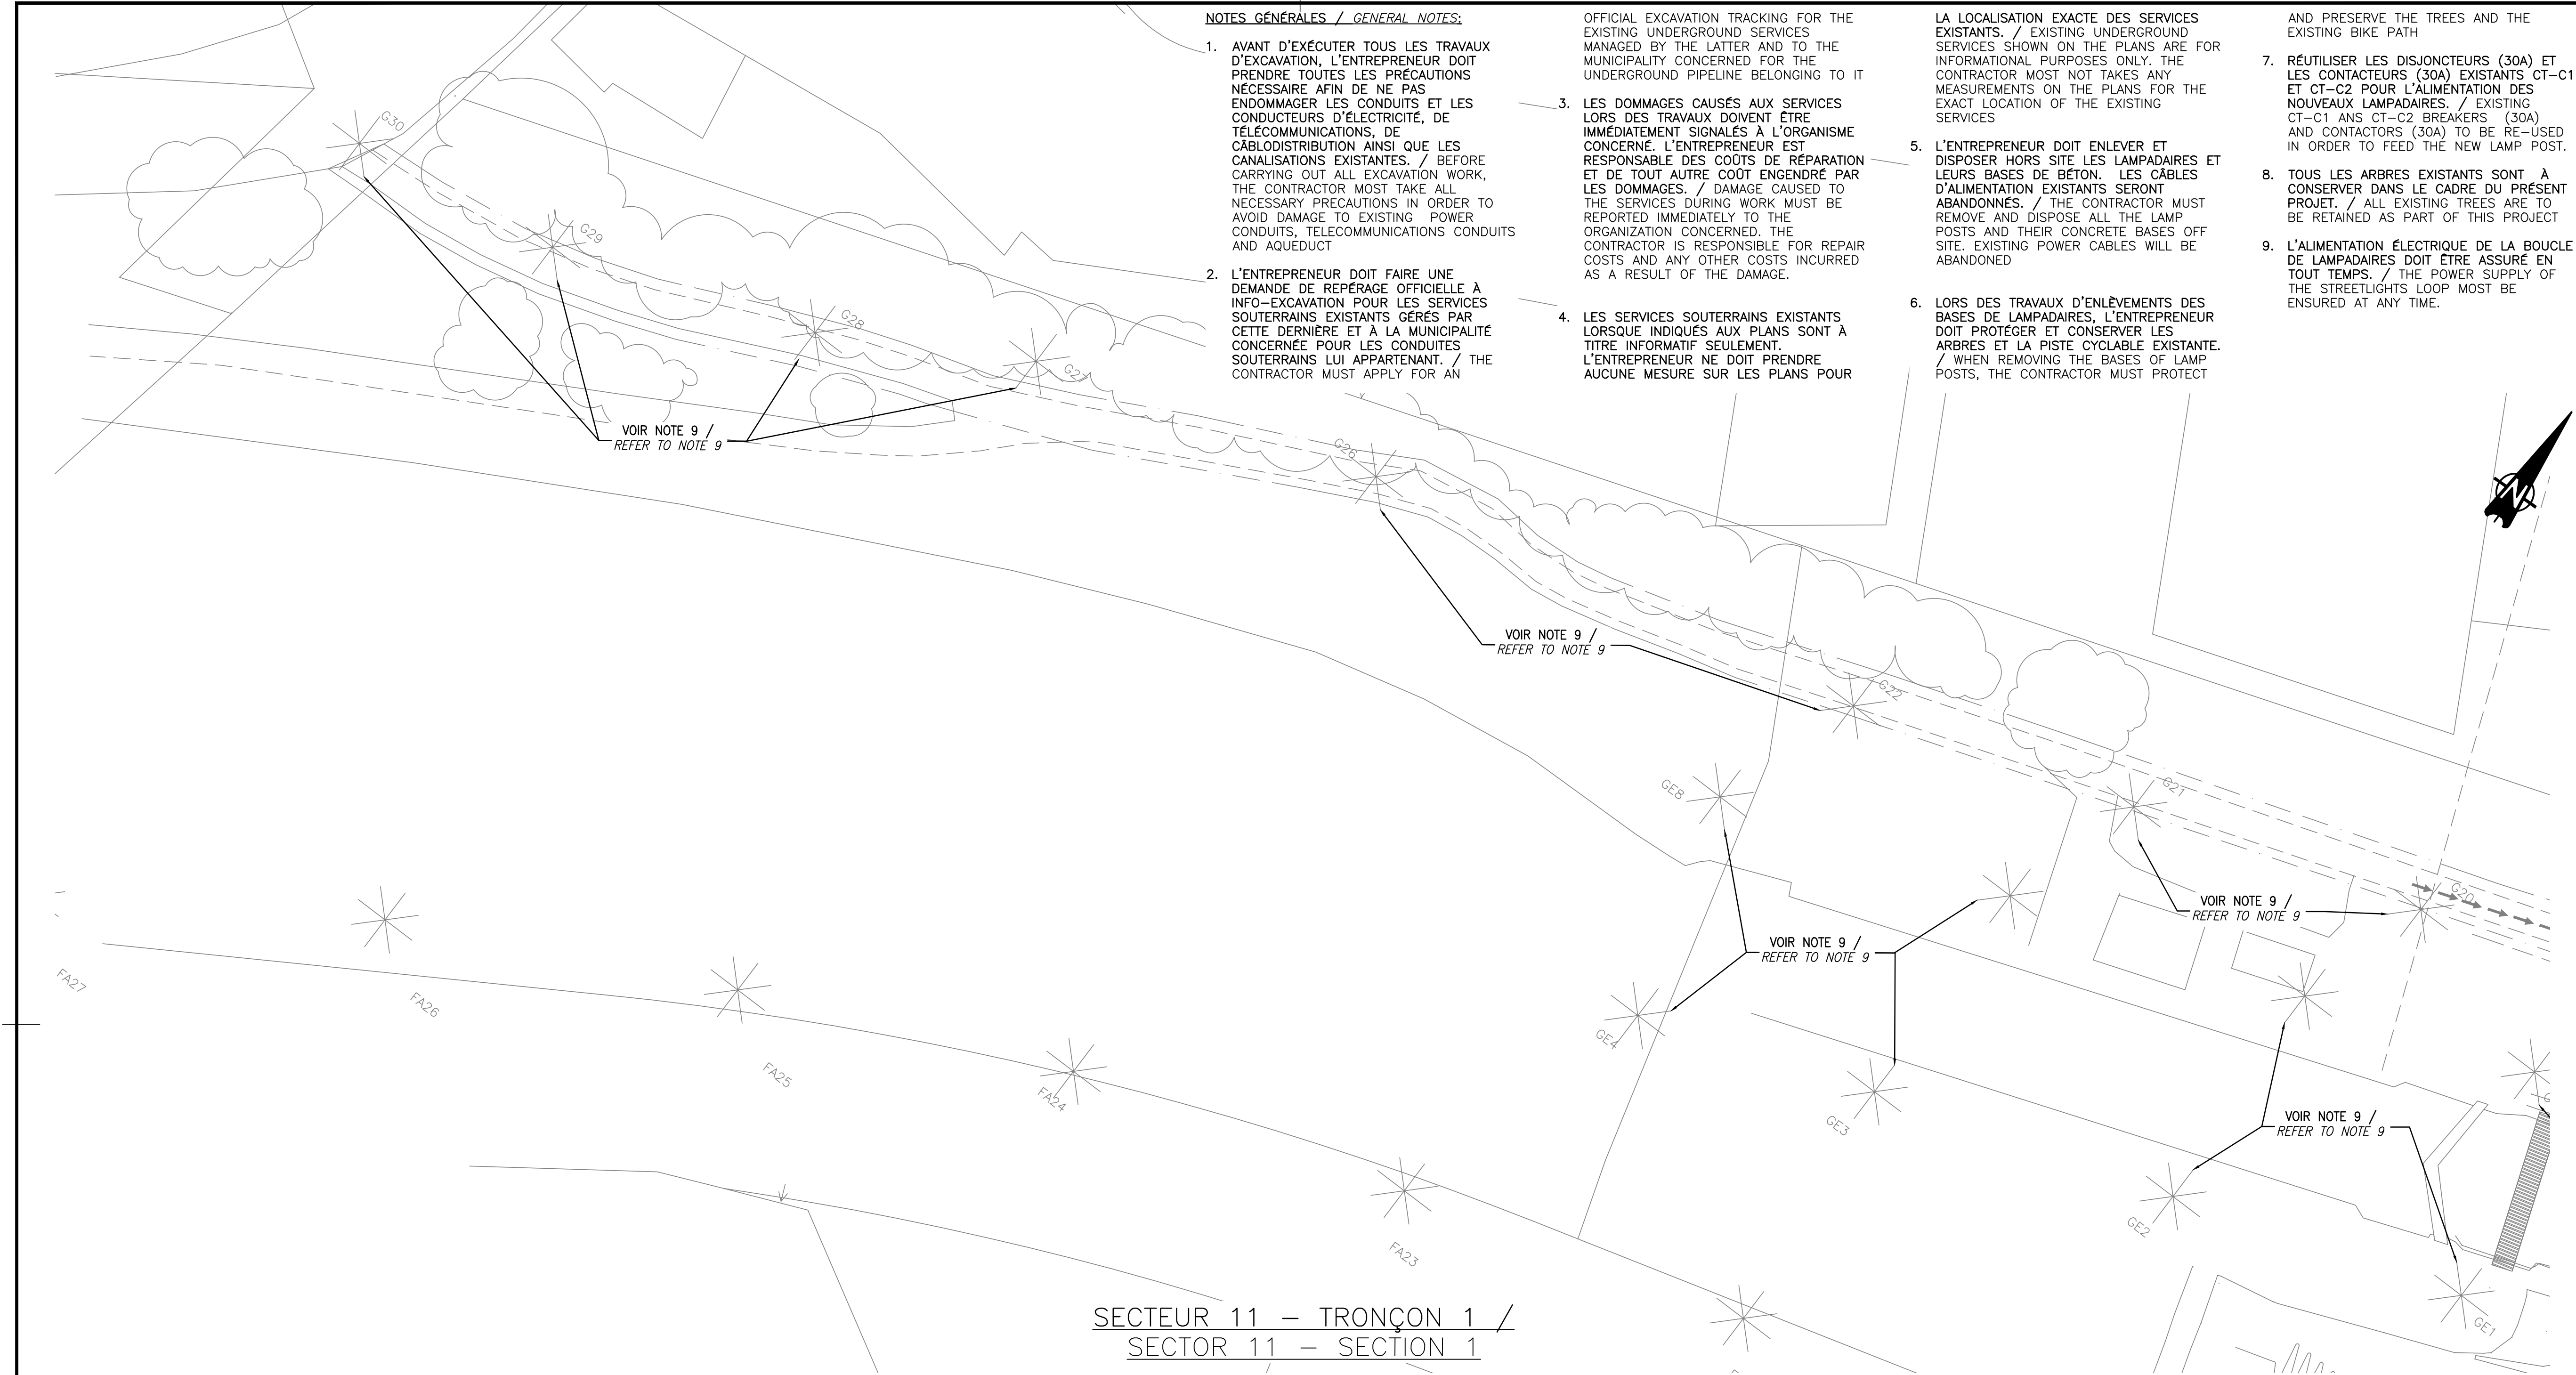 NOTES GÉNÉRALES / GENERAL NOTES:
1. AVANT D'EXÉCUTER TOUS LES TRAVAUX
D'EXCAVATION, L'ENTREPRENEUR DOIT
PRENDRE TOUTES LES PRÉCAUTIONS
NÉCESSAIRE AFIN DE NE PAS
ENDOMMAGER LES CONDUITS ET LES
CONDUCTEURS D'ÉLECTRICITÉ, DE
TÉLÉCOMMUNICATIONS, DE
CÂBLODISTRIBUTION AINSI QUE LES
CANALISATIONS EXISTANTES. / BEFORE
CARRYING OUT ALL EXCAVATION WORK,
THE CONTRACTOR MOST TAKE ALL
NECESSARY PRECAUTIONS IN ORDER TO
AVOID DAMAGE TO EXISTING POWER
CONDUITS, TELECOMMUNICATIONS CONDUITS
AND AQUEDUCT
2. L'ENTREPRENEUR DOIT FAIRE UNE
DEMANDE DE REPÉRAGE OFFICIELLE À
INFO-EXCAVATION POUR LES SERVICES
SOUTERRAINS EXISTANTS GÉRÉS PAR
CETTE DERNIÈRE ET À LA MUNICIPALITÉ
CONCERNÉE POUR LES CONDUITES
SOUTERRAINS LUI APPARTENANT. / THE
CONTRACTOR MUST APPLY FOR AN
OFFICIAL EXCAVATION TRACKING FOR THE
EXISTING UNDERGROUND SERVICES
MANAGED BY THE LATTER AND TO THE
MUNICIPALITY CONCERNED FOR THE
UNDERGROUND PIPELINE BELONGING TO IT
3. LES DOMMAGES CAUSÉS AUX SERVICES
LORS DES TRAVAUX DOIVENT ÊTRE
IMMÉDIATEMENT SIGNALÉS À L'ORGANISME
CONCERNÉ. L'ENTREPRENEUR EST
RESPONSABLE DES COÛTS DE RÉPARATION
ET DE TOUT AUTRE COÛT ENGENDRÉ PAR
LES DOMMAGES. / DAMAGE CAUSED TO
THE SERVICES DURING WORK MUST BE
REPORTED IMMEDIATELY TO THE
ORGANIZATION CONCERNED. THE
CONTRACTOR IS RESPONSIBLE FOR REPAIR
COSTS AND ANY OTHER COSTS INCURRED
AS A RESULT OF THE DAMAGE.
4. LES SERVICES SOUTERRAINS EXISTANTS
LORSQUE INDIQUÉS AUX PLANS SONT À
TITRE INFORMATIF SEULEMENT.
L'ENTREPRENEUR NE DOIT PRENDRE
AUCUNE MESURE SUR LES PLANS POUR
LA LOCALISATION EXACTE DES SERVICES
EXISTANTS. / EXISTING UNDERGROUND
SERVICES SHOWN ON THE PLANS ARE FOR
INFORMATIONAL PURPOSES ONLY. THE
CONTRACTOR MOST NOT TAKES ANY
MEASUREMENTS ON THE PLANS FOR THE
EXACT LOCATION OF THE EXISTING
SERVICES
5. L'ENTREPRENEUR DOIT ENLEVER ET
DISPOSER HORS SITE LES LAMPADAIRES ET
LEURS BASES DE BÉTON. LES CÂBLES
D'ALIMENTATION EXISTANTS SERONT
ABANDONNÉS. / THE CONTRACTOR MUST
REMOVE AND DISPOSE ALL THE LAMP
POSTS AND THEIR CONCRETE BASES OFF
SITE. EXISTING POWER CABLES WILL BE
ABANDONED
6. LORS DES TRAVAUX D'ENLÈVEMENTS DES
BASES DE LAMPADAIRES, L'ENTREPRENEUR
DOIT PROTÉGER ET CONSERVER LES
ARBRES ET LA PISTE CYCLABLE EXISTANTE.
/ WHEN REMOVING THE BASES OF LAMP
POSTS, THE CONTRACTOR MUST PROTECT
AND PRESERVE THE TREES AND THE
EXISTING BIKE PATH
7. RÉUTILISER LES DISJONCTEURS (30A) ET
LES CONTACTEURS (30A) EXISTANTS CT-C1
ET CT-C2 POUR L'ALIMENTATION DES
NOUVEAUX LAMPADAIRES. / EXISTING
CT-C1 ANS CT-C2 BREAKERS (30A)
AND CONTACTORS (30A) TO BE RE-USED
IN ORDER TO FEED THE NEW LAMP POST.
8. TOUS LES ARBRES EXISTANTS SONT À
CONSERVER DANS LE CADRE DU PRÉSENT
PROJET. / ALL EXISTING TREES ARE TO
BE RETAINED AS PART OF THIS PROJECT
9. L'ALIMENTATION ÉLECTRIQUE DE LA BOUCLE
DE LAMPADAIRES DOIT ÊTRE ASSURÉ EN
TOUT TEMPS. / THE POWER SUPPLY OF
THE STREETLIGHTS LOOP MOST BE
ENSURED AT ANY TIME.
G30
G29
G28
G27
VOIR NOTE 9 /
REFER TO NOTE 9
G26
N
VOIR NOTE 9 /
REFER TO NOTE 9
G22
GE8
G21
G20
VOIR NOTE 9 /
REFER TO NOTE 9
VOIR NOTE 9 /
REFER TO NOTE 9
FA27
FA26
FA25
FA24
GE4
GE3
VOIR NOTE 9 /
REFER TO NOTE 9
GE2
FA23
GE1
SECTEUR 11 – TRONÇON 1 /
SECTOR 11 – SECTION 1